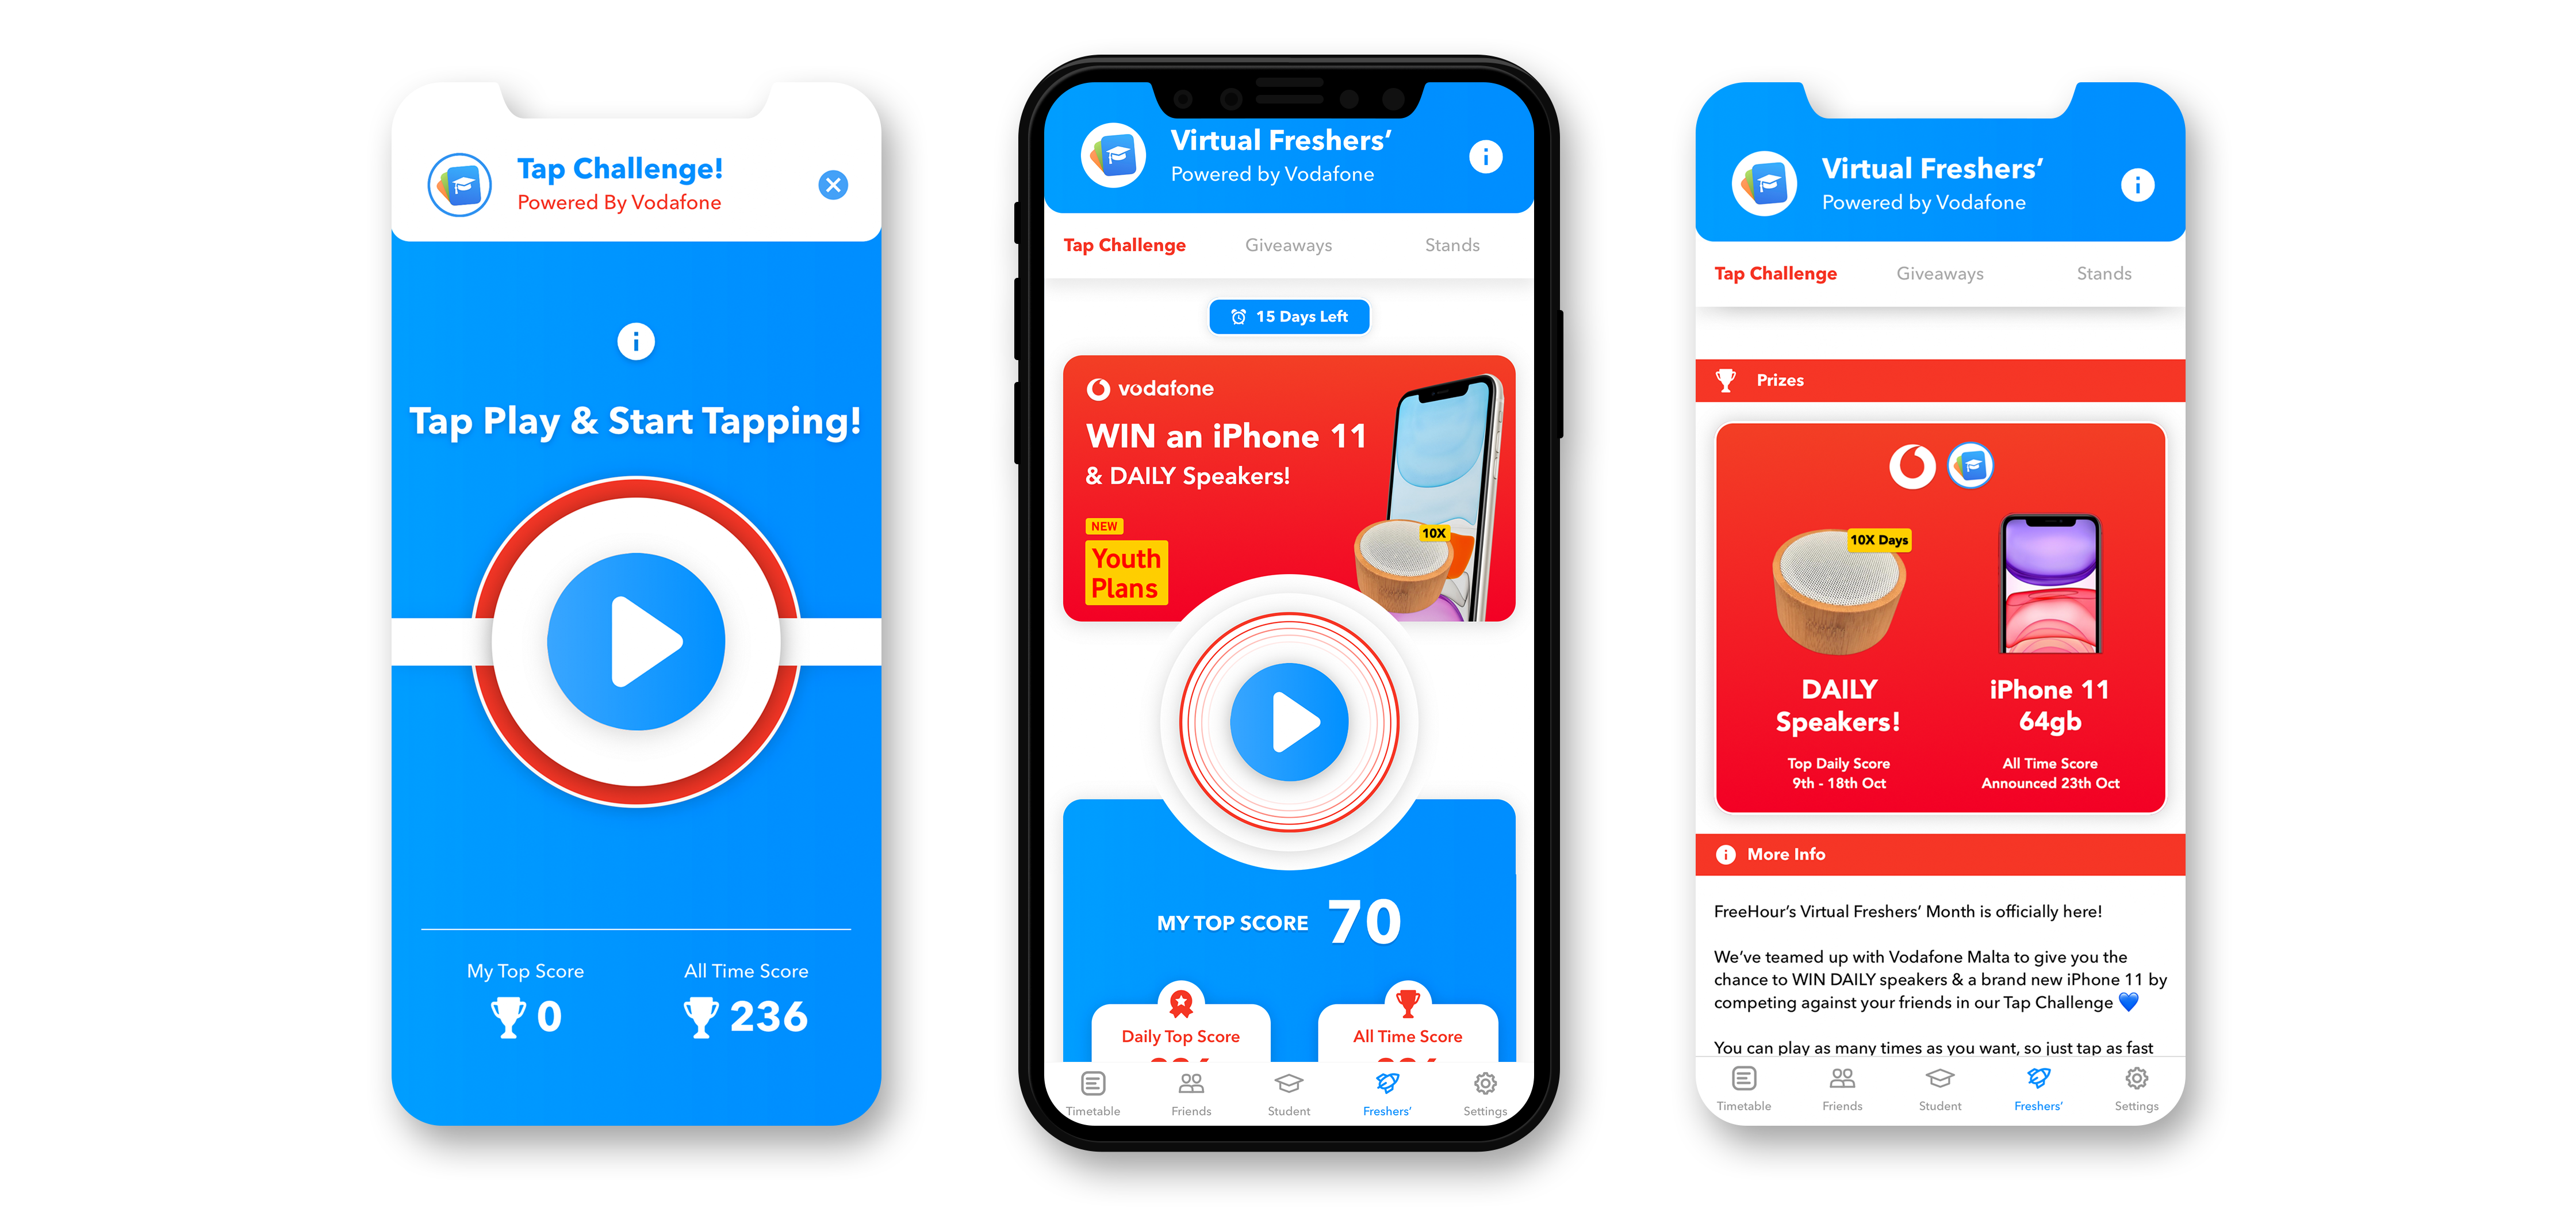 Tap Challenge!
Powered By Vodafone
Tap Play & Start Tapping!
My Top Score
0
All Time Score
236
Virtual Freshers’
Powered by Vodafone
Tap Challenge
Giveaways
Stands
15 Days Left
vodafone
WIN an iPhone 11
& DAILY Speakers!
NEW
Youth
Plans
10X
MY TOP SCORE 70
Daily Top Score
All Time Score
Timetable
Friends
Student
Freshers’
Settings
Virtual Freshers’
Powered by Vodafone
Tap Challenge
Giveaways
Stands
Prizes
10X Days
DAILY
Speakers!
Top Daily Score
9th - 18th Oct
iPhone 11
64gb
All Time Score
Announced 23th Oct
More Info
FreeHour’s Virtual Freshers’ Month is officially here!
We’ve teamed up with Vodafone Malta to give you the
chance to WIN DAILY speakers & a brand new iPhone 11 by
competing against your friends in our Tap Challenge 💙
You can play as many times as you want, so just tap as fast
Timetable
Friends
Student
Freshers’
Settings